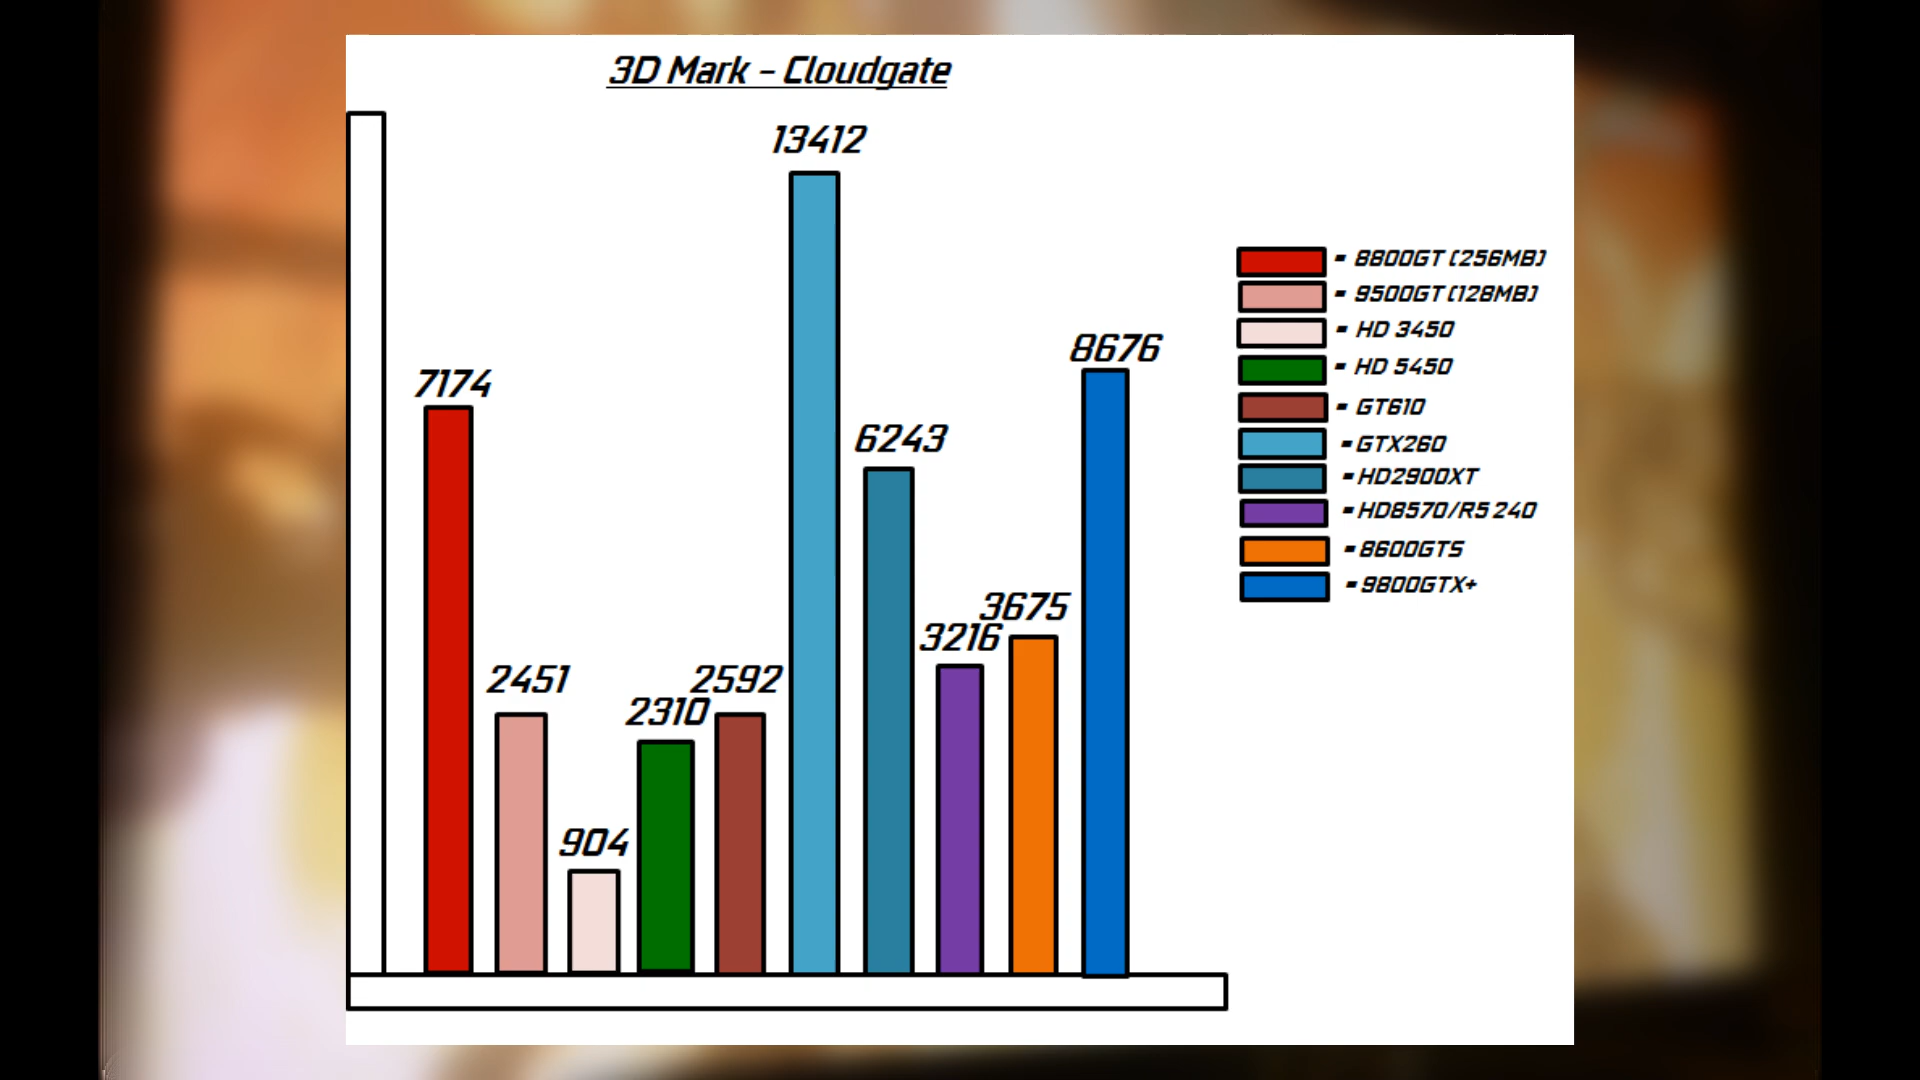 3D Mark - Cloudgate
13412
8676
7174
6243
3675
3216
2592
2451
2310
904
= 8800GT (256MB)
= 9500GT (128MB)
= HD 3450
= HD 5450
= GT610
= GTX260
= HD2900XT
= HD8570/R5 240
= 8600GTS
= 9800GTX+